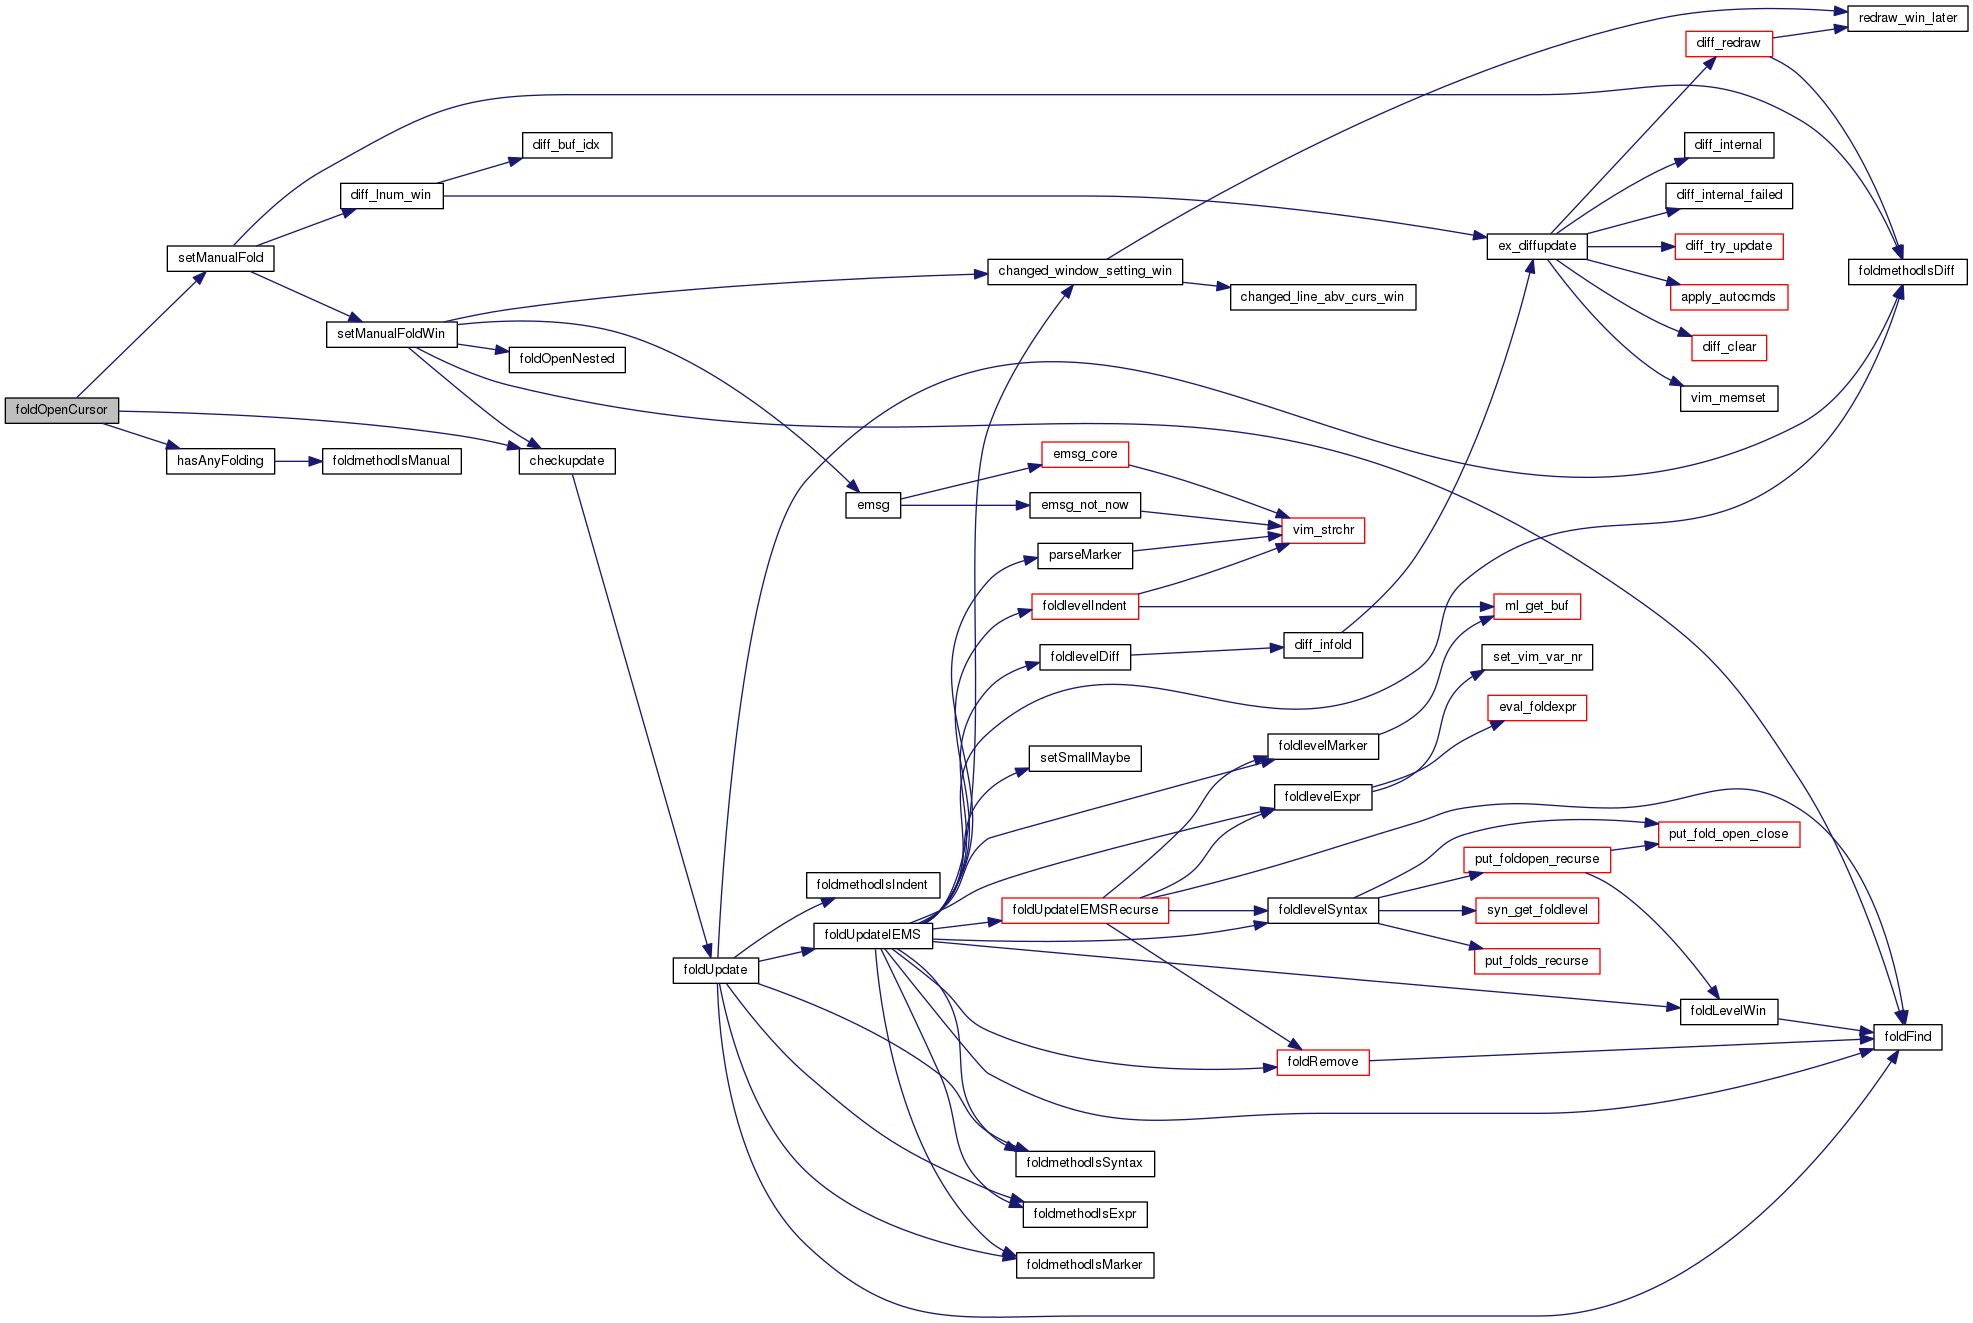 redraw_win_later
diff_redraw
diff_buf_idx
diff_internal
diff_lnum_win
diff_internal_failed
ex_diffupdate
diff_try_update
setManualFold
changed_window_setting_win
foldmethodIsDiff
changed_line_abv_curs_win
apply_autocmds
setManualFoldWin
diff_clear
foldOpenNested
vim_memset
foldOpenCursor
hasAnyFolding
foldmethodIsManual
checkupdate
emsg_core
emsg
emsg_not_now
vim_strchr
parseMarker
foldlevelIndent
ml_get_buf
diff_infold
foldlevelDiff
set_vim_var_nr
eval_foldexpr
foldlevelMarker
setSmallMaybe
foldlevelExpr
put_fold_open_close
put_foldopen_recurse
foldmethodIsIndent
foldUpdateIEMSRecurse
foldlevelSyntax
syn_get_foldlevel
foldUpdateIEMS
put_folds_recurse
foldUpdate
foldLevelWin
foldFind
foldRemove
foldmethodIsSyntax
foldmethodIsExpr
foldmethodIsMarker